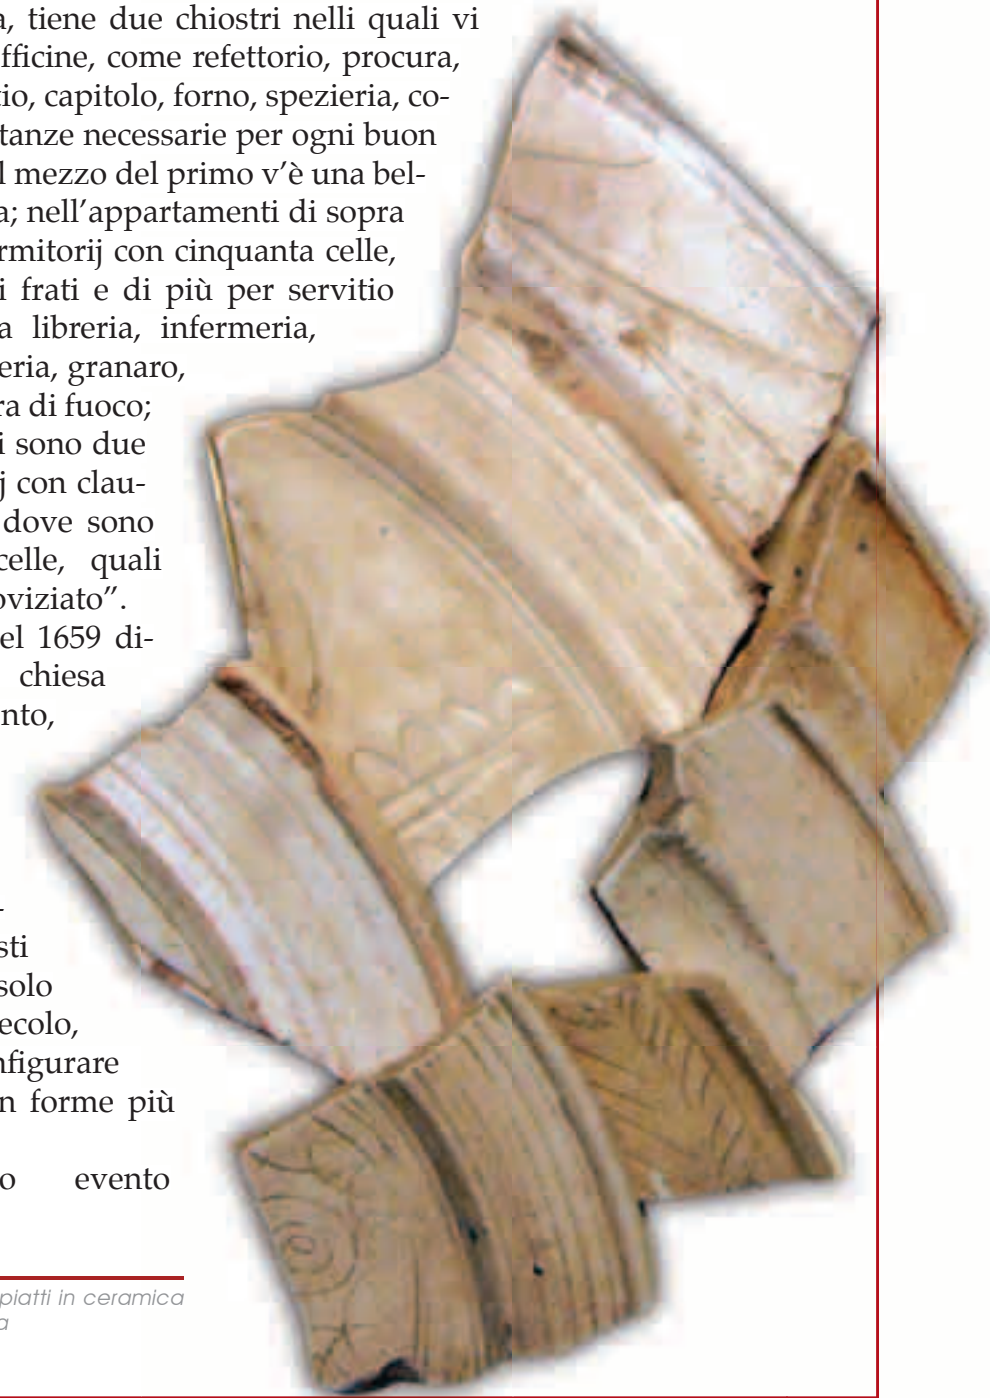 a, tiene due chiostri nelli quali vi
fficine, come refettorio, procura,
tio, capitolo, forno, spezieria, co-
tanze necessarie per ogni buon
l mezzo del primo v'è una bel-
a; nell'appartamenti di sopra
ormitorij con cinquanta celle,
i frati e di più per servitio
a libreria, infermeria,
eria, granaro,
ra di fuoco;
i sono due
j con clau-
dove sono
celle, quali
oviziato".
el 1659 di-
chiesa
nto,
-
sti
solo
ecolo,
nfigurare
n forme più
o evento
piatti in ceramica
a